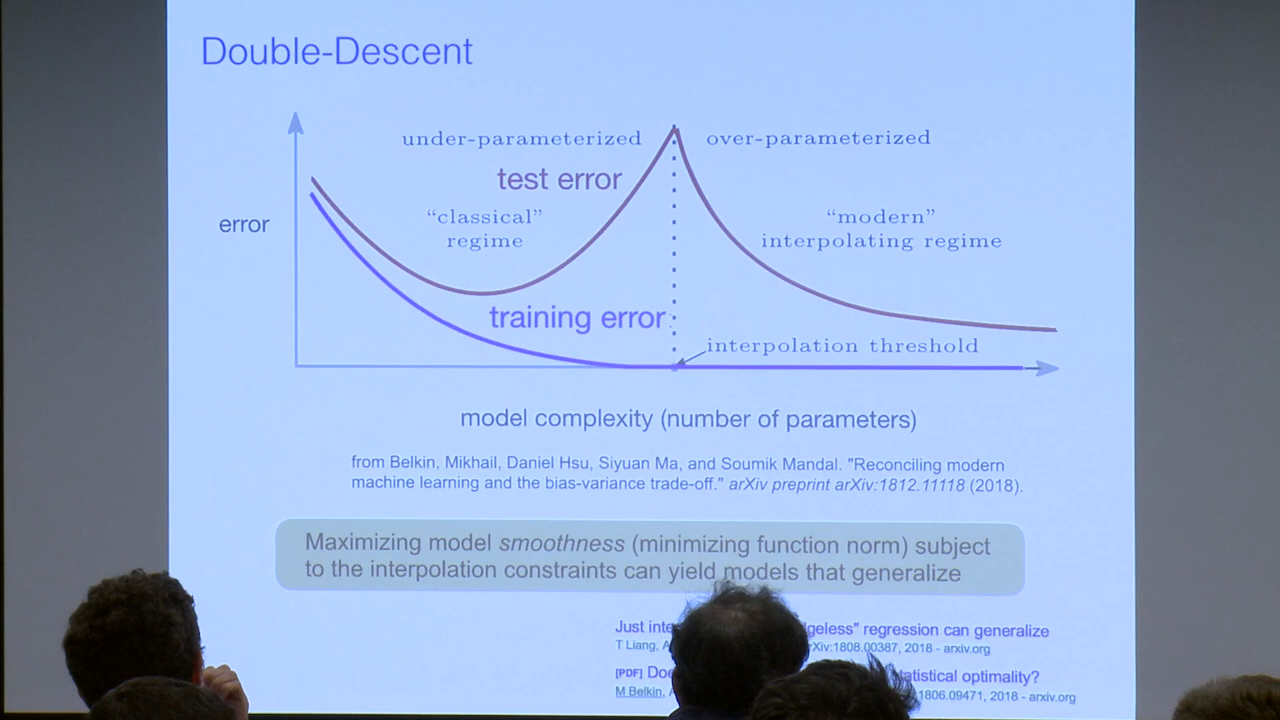 Double-Descent
under-parameterized
over-parameterized
test error
"classical"
regime
"modern"
interpolating regime
error
training error
interpolation threshold
model complexity (number of parameters)
from Belkin, Mikhail, Daniel Hsu, Siyuan Ma, and Soumik Mandal. "Reconciling modern
machine learning and the bias-variance trade-off." arXiv preprint arXiv:1812.11118 (2018).
Maximizing model smoothness (minimizing function norm) subject
to the interpolation constraints can yield models that generalize
Just regression can generalize
T Liang, 2018 - arxiv.org
[PDF] optimality?
M Belkin, 1806.09471, 2018 - arxiv.org